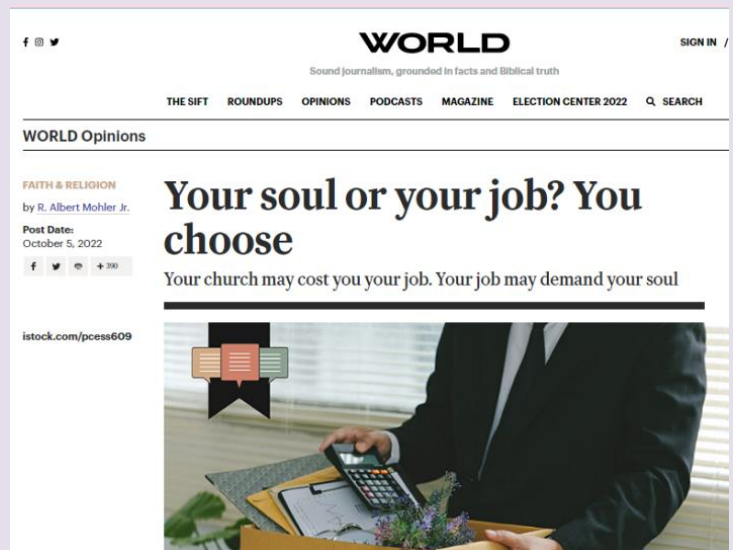 WORLD
SIGN IN /
Sound journalism, grounded in facts and Biblical truth
THE SIFT ROUNDUPS OPINIONS PODCASTS MAGAZINE ELECTION CENTER 2022 SEARCH
WORLD Opinions
FAITH & RELIGION
by R. Albert Mohler Jr.
Post Date:
October 5, 2022
+ 390
istock.com/pcess609
Your soul or your job? You
choose
Your church may cost you your job. Your job may demand your soul